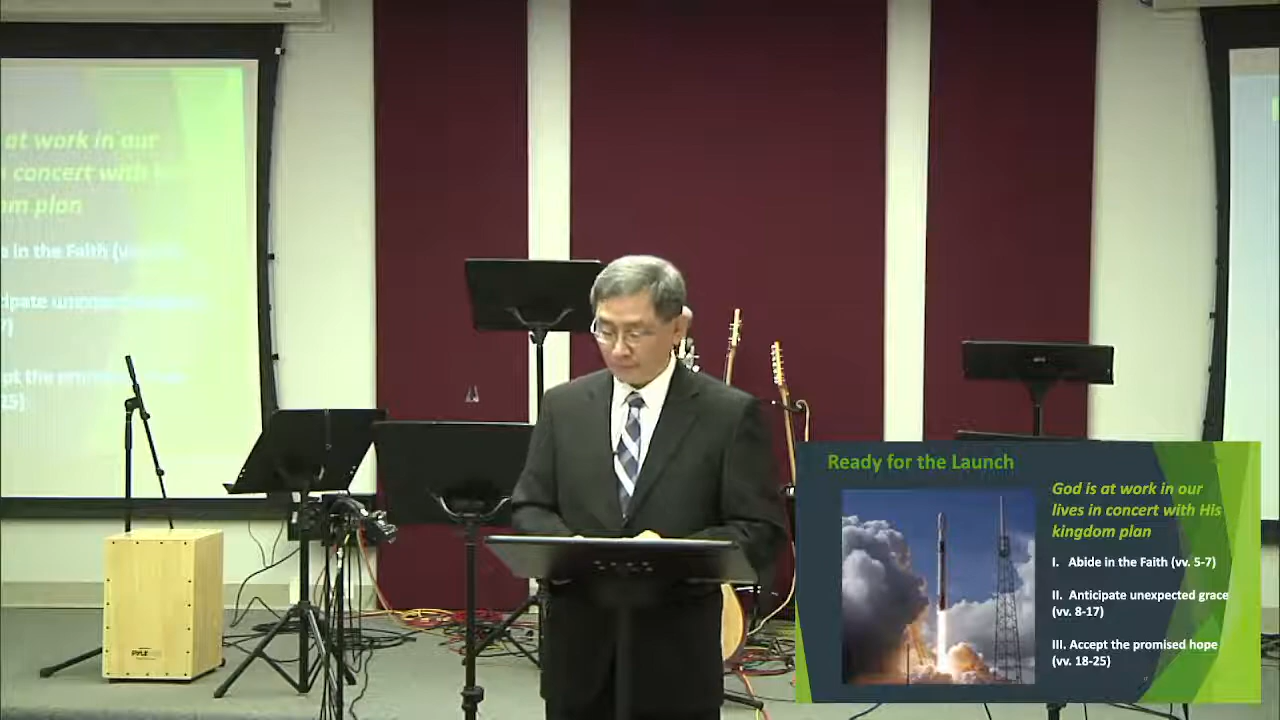 at work in our
concert with
plan
in the Faith
Ready for the Launch
God is at work in our
lives in concert with His
kingdom plan
I. Abide in the Faith (vv. 5-7)
II. Anticipate unexpected grace
(vv. 8-17)
III. Accept the promised hope
(vv. 18-25)
PYLE